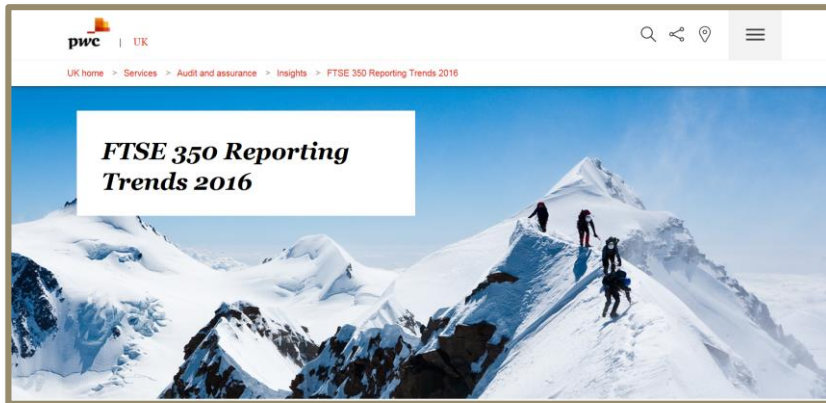 pwc | UK
UK home > Services > Audit and assurance > Insights > FTSE 350 Reporting Trends 2016
FTSE 350 Reporting
Trends 2016